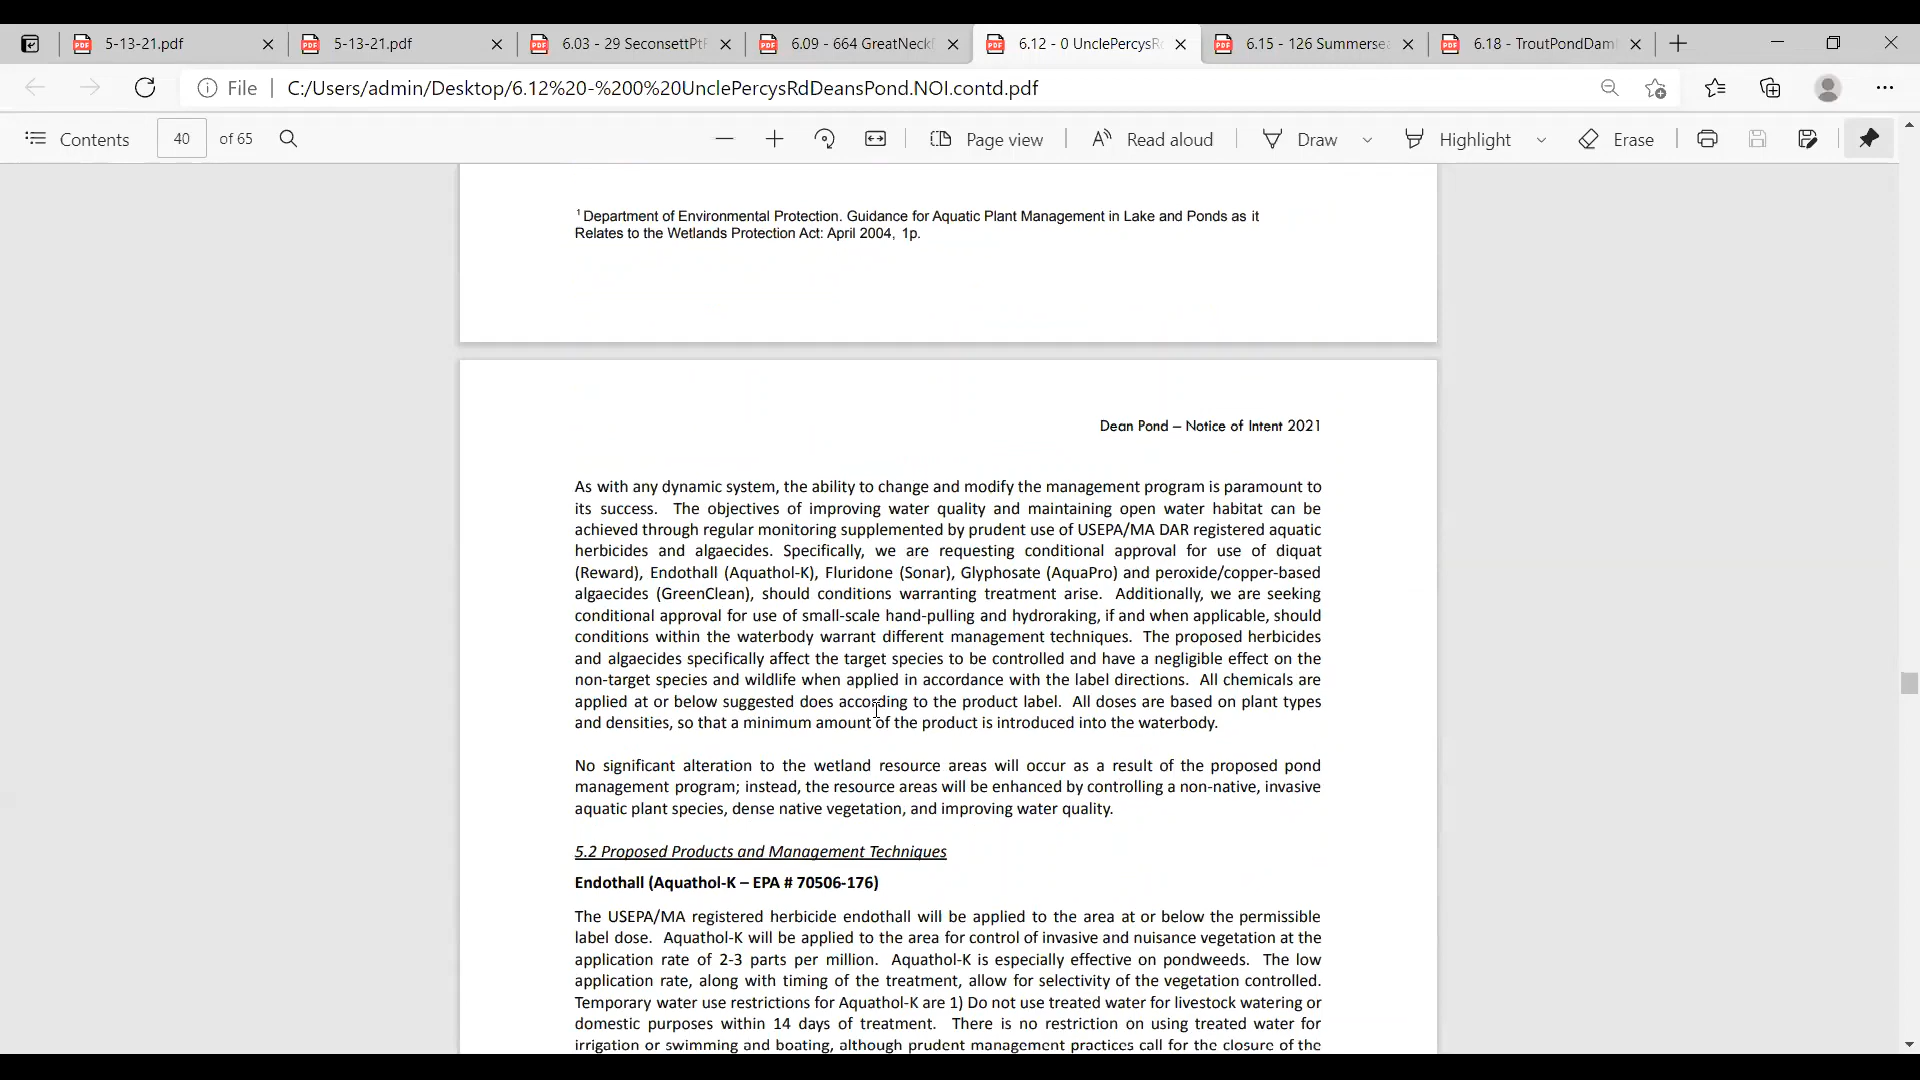 5-13-21.pdf
5-13-21.pdf
6.03 - 29 SeconsettPtF
6.09 - 664 GreatNeck
6.12 - 0 UnclePercysR
6.15 - 126 Summerse
6.18 - TroutPondDam
File
C:/Users/admin/Desktop/6.12%20-%200%20UnclePercysRdDeansPond.NOI.contd.pdf
Contents
40
of 65
Page view
Read aloud
Draw
Highlight
Erase
1 Department of Environmental Protection. Guidance for Aquatic Plant Management in Lake and Ponds as it
Relates to the Wetlands Protection Act: April 2004, 1p.
Dean Pond – Notice of Intent 2021
As with any dynamic system, the ability to change and modify the management program is paramount to
its success. The objectives of improving water quality and maintaining open water habitat can be
achieved through regular monitoring supplemented by prudent use of USEPA/MA DAR registered aquatic
herbicides and algaecides. Specifically, we are requesting conditional approval for use of diquat
(Reward), Endothall (Aquathol-K), Fluridone (Sonar), Glyphosate (AquaPro) and peroxide/copper-based
algaecides (GreenClean), should conditions warranting treatment arise. Additionally, we are seeking
conditional approval for use of small-scale hand-pulling and hydroraking, if and when applicable, should
conditions within the waterbody warrant different management techniques. The proposed herbicides
and algaecides specifically affect the target species to be controlled and have a negligible effect on the
non-target species and wildlife when applied in accordance with the label directions. All chemicals are
applied at or below suggested does according to the product label. All doses are based on plant types
and densities, so that a minimum amount of the product is introduced into the waterbody.
No significant alteration to the wetland resource areas will occur as a result of the proposed pond
management program; instead, the resource areas will be enhanced by controlling a non-native, invasive
aquatic plant species, dense native vegetation, and improving water quality.
5.2 Proposed Products and Management Techniques
Endothall (Aquathol-K – EPA # 70506-176)
The USEPA/MA registered herbicide endothall will be applied to the area at or below the permissible
label dose. Aquathol-K will be applied to the area for control of invasive and nuisance vegetation at the
application rate of 2-3 parts per million. Aquathol-K is especially effective on pondweeds. The low
application rate, along with timing of the treatment, allow for selectivity of the vegetation controlled.
Temporary water use restrictions for Aquathol-K are 1) Do not use treated water for livestock watering or
domestic purposes within 14 days of treatment. There is no restriction on using treated water for
irrigation or swimming and boating, although prudent management practices call for the closure of the